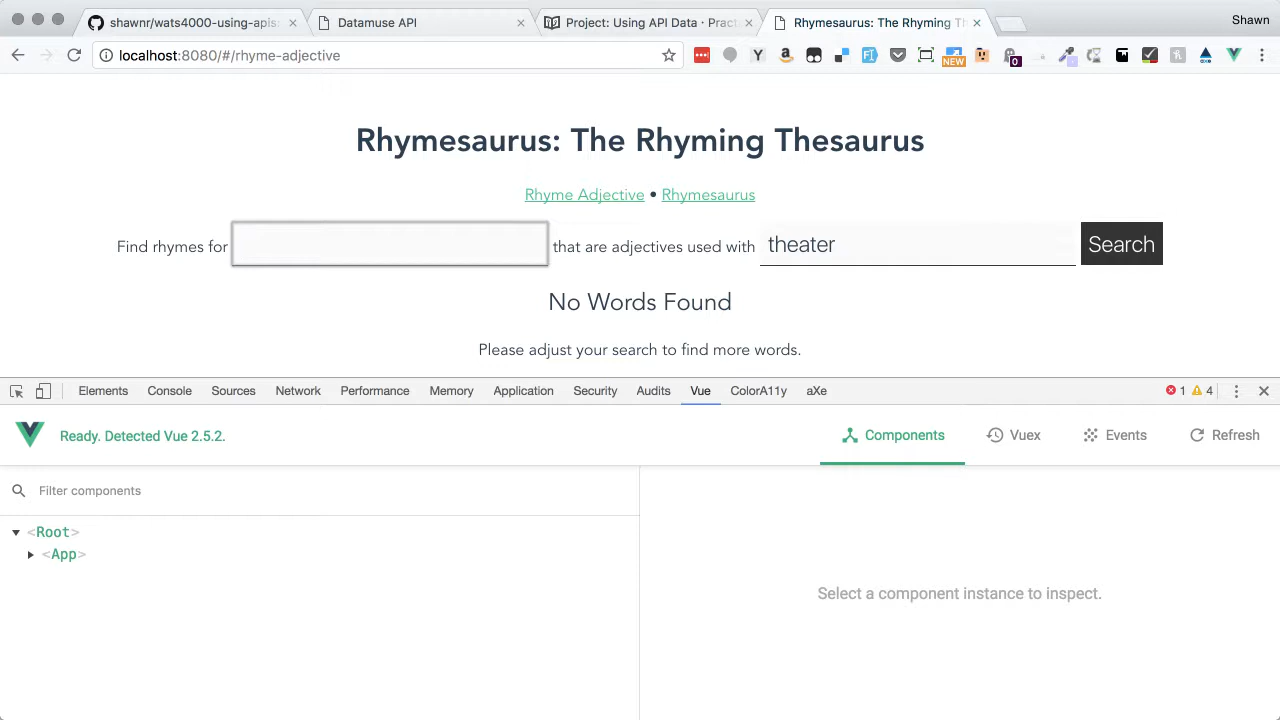 shawnr/wats4000-using-apis
Datamuse API
Project: Using API Data · Pract
Rhymesaurus: The Rhyming Th
Shawn
localhost:8080/#/rhyme-adjective
NEW
0
Rhymesaurus: The Rhyming Thesaurus
Rhyme Adjective • Rhymesaurus
Find rhymes for that are adjectives used with theater Search
No Words Found
Please adjust your search to find more words.
Elements Console Sources Network Performance Memory Application Security Audits Vue ColorA11y aXe 1 4
Ready. Detected Vue 2.5.2. Components Vuex Events Refresh
Filter components
<Root>
<App>
Select a component instance to inspect.